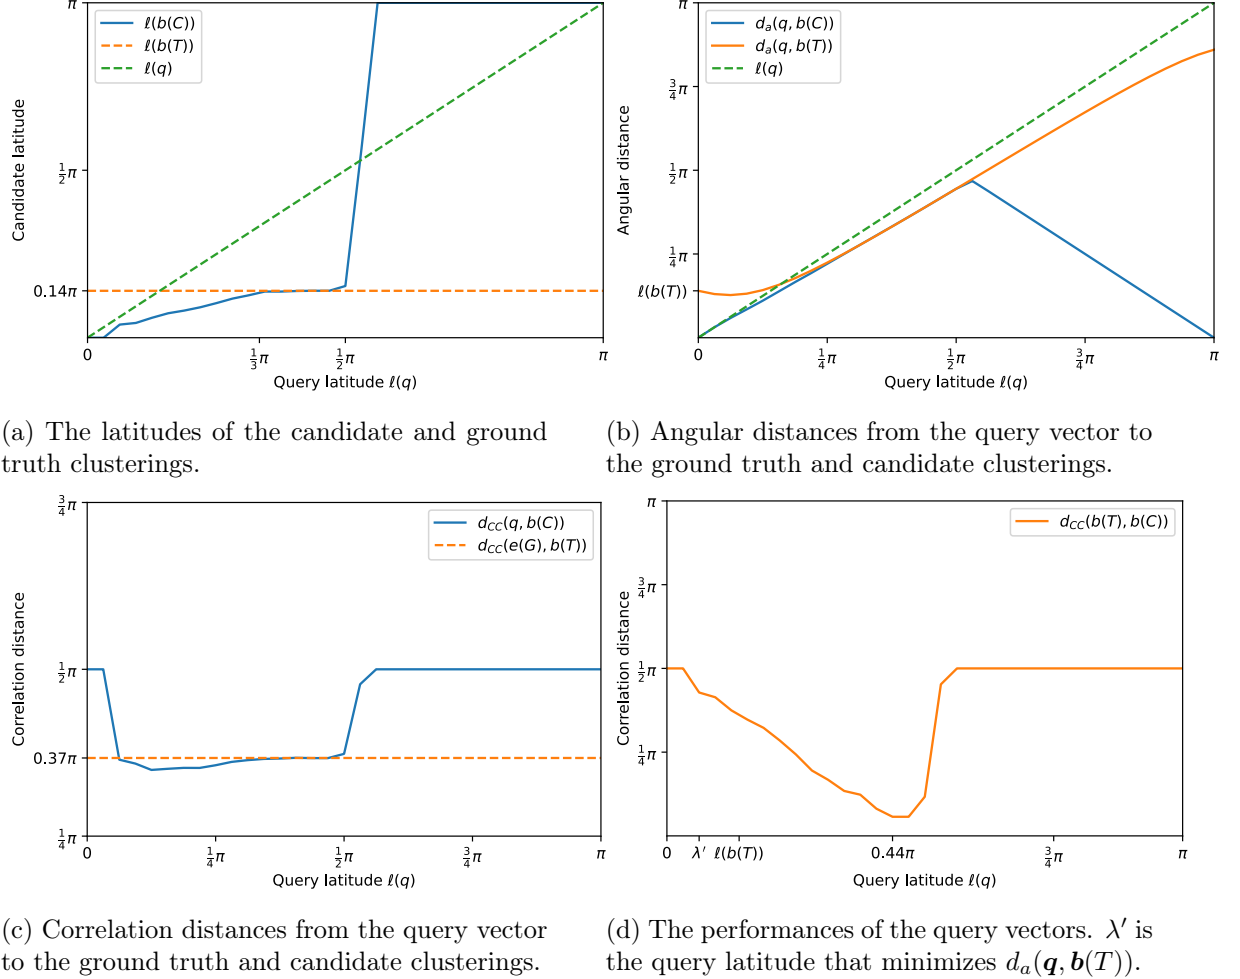 π
½π
0.14π
0
⅓π
½π
π
Candidate latitude
Query latitude ℓ(q)
ℓ(b(C))
ℓ(b(T))
ℓ(q)
π
¾π
½π
¼π
ℓ(b(T))
0
¼π
½π
¾π
π
Angular distance
Query latitude ℓ(q)
d_a(q, b(C))
d_a(q, b(T))
ℓ(q)
(a) The latitudes of the candidate and ground
truth clusterings.
(b) Angular distances from the query vector to
the ground truth and candidate clusterings.
¾π
½π
0.37π
¼π
0
¼π
½π
¾π
π
Correlation distance
Query latitude ℓ(q)
d_CC(q, b(C))
d_CC(e(G), b(T))
π
¾π
½π
¼π
0
λ′
ℓ(b(T))
0.44π
¾π
π
Correlation distance
Query latitude ℓ(q)
d_CC(b(T), b(C))
(c) Correlation distances from the query vector
to the ground truth and candidate clusterings.
(d) The performances of the query vectors. λ′ is
the query latitude that minimizes d_a(q, b(T)).